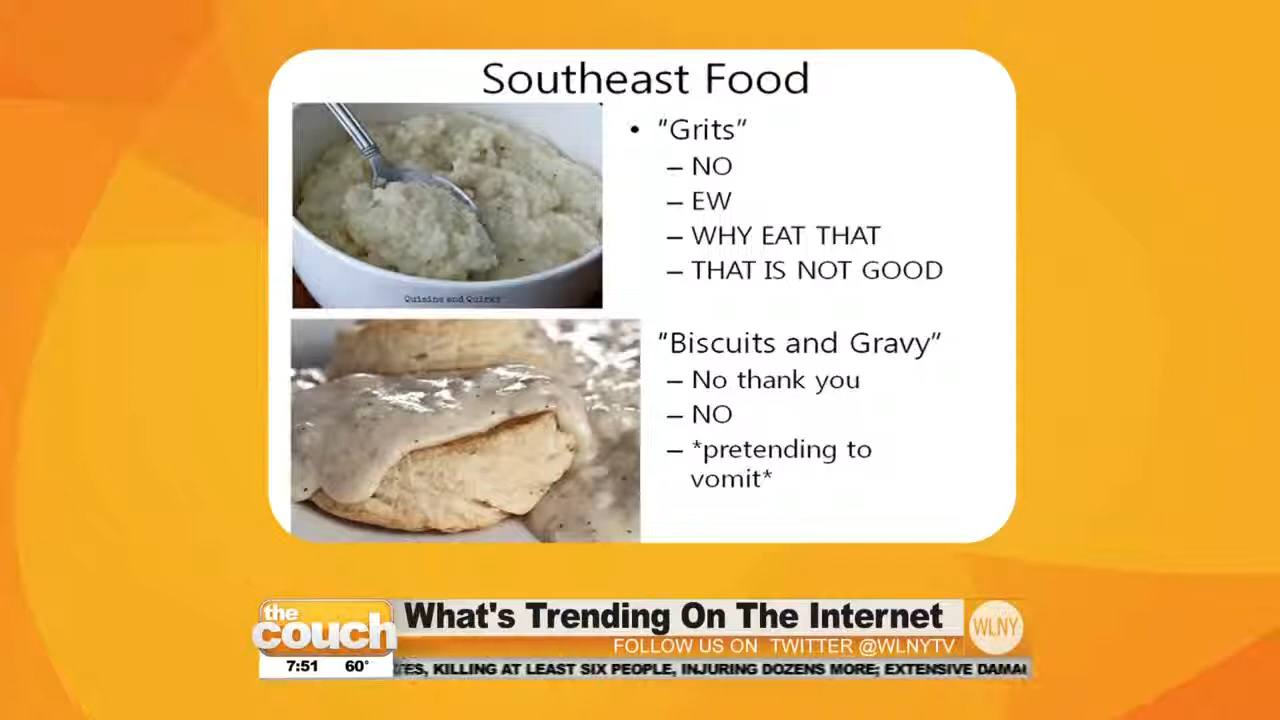 Southeast Food
• "Grits"
– NO
– EW
– WHY EAT THAT
– THAT IS NOT GOOD
Quisine and Quirks
"Biscuits and Gravy"
– No thank you
– NO
– *pretending to
vomit*
the
couch
What's Trending On The Internet
WLNY
FOLLOW US ON TWITTER @WLNYTV
7:51 60°
KILLING AT LEAST SIX PEOPLE, INJURING DOZENS MORE; EXTENSIVE